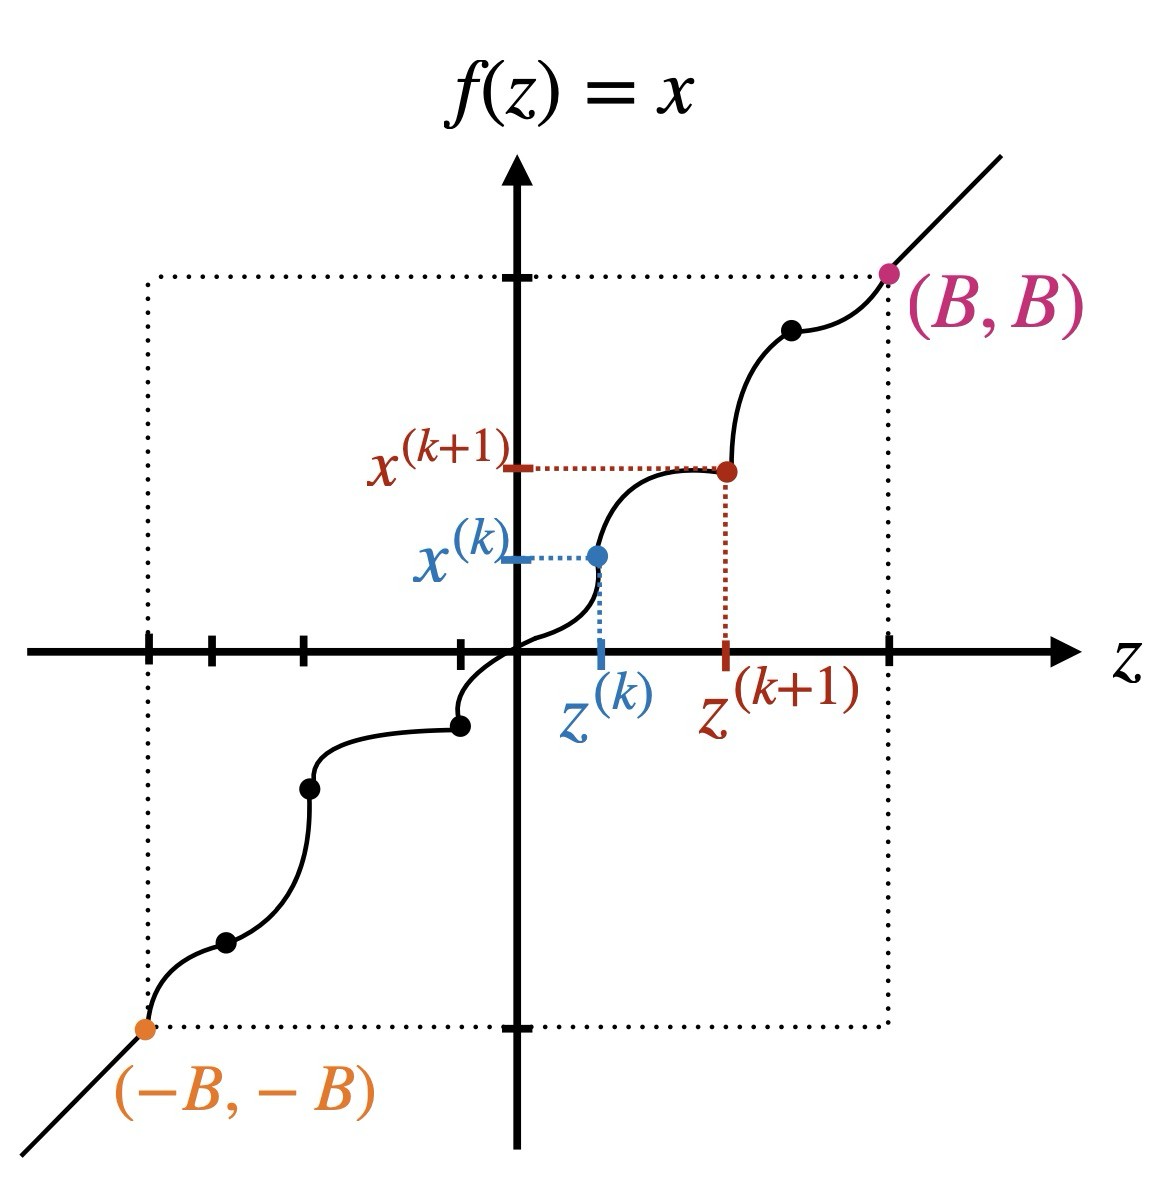 f(z) = x
(B, B)
x^(k+1)
x^(k)
z
z^(k)
z^(k+1)
(−B, − B)